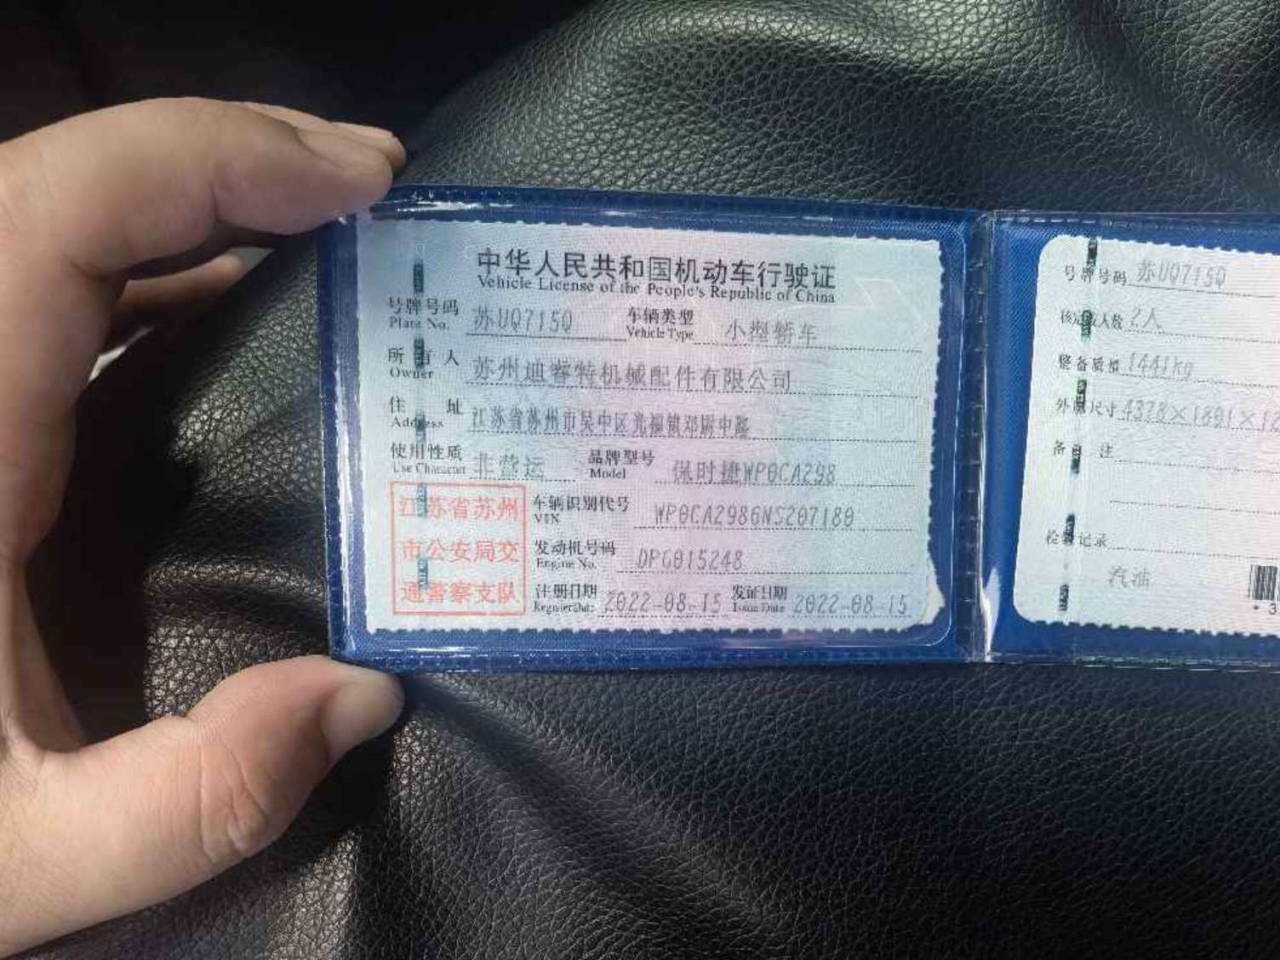 中华人民共和国机动车行驶证
Vehicle License of the People's Republic of China
号牌号码 苏UQ715Q 车辆类型 小型轿车
Plate No. Vehicle Type
所有人 苏州迪睿特机械配件有限公司
Owner
住址 江苏省苏州市吴中区光福镇邓尉中路
Address
使用性质 非营运 品牌型号 保时捷WP0CA298
Use Character Model
江苏省苏州
市公安局交
通警察支队
车辆识别代号 WP0CA2986NS207180
VIN
发动机号码 DPG015248
Engine No.
注册日期 2022-08-15 发证日期 2022-08-15
Register Date Issue Date
号牌号码 苏UQ715Q
核定载人数 2人
整备质量 1441kg
外廓尺寸 4378×1801×12
备注
检验记录
汽油